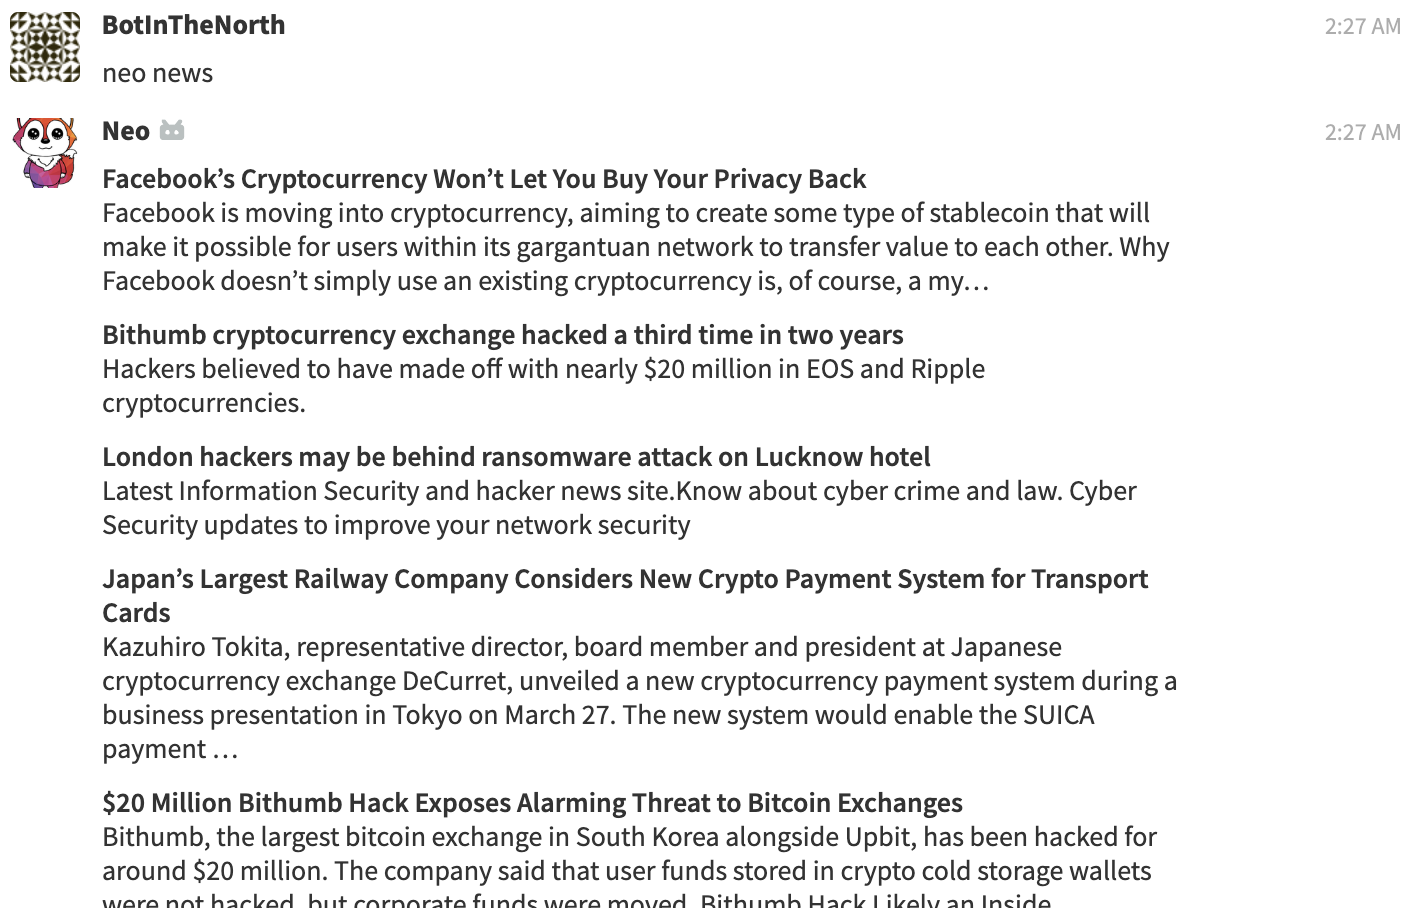 BotInTheNorth
2:27 AM
neo news
Neo
2:27 AM
Facebook’s Cryptocurrency Won’t Let You Buy Your Privacy Back
Facebook is moving into cryptocurrency, aiming to create some type of stablecoin that will
make it possible for users within its gargantuan network to transfer value to each other. Why
Facebook doesn’t simply use an existing cryptocurrency is, of course, a my…
Bithumb cryptocurrency exchange hacked a third time in two years
Hackers believed to have made off with nearly $20 million in EOS and Ripple
cryptocurrencies.
London hackers may be behind ransomware attack on Lucknow hotel
Latest Information Security and hacker news site.Know about cyber crime and law. Cyber
Security updates to improve your network security
Japan’s Largest Railway Company Considers New Crypto Payment System for Transport
Cards
Kazuhiro Tokita, representative director, board member and president at Japanese
cryptocurrency exchange DeCurret, unveiled a new cryptocurrency payment system during a
business presentation in Tokyo on March 27. The new system would enable the SUICA
payment …
$20 Million Bithumb Hack Exposes Alarming Threat to Bitcoin Exchanges
Bithumb, the largest bitcoin exchange in South Korea alongside Upbit, has been hacked for
around $20 million. The company said that user funds stored in crypto cold storage wallets
were not hacked, but corporate funds were moved. Bithumb Hack Likely an Inside